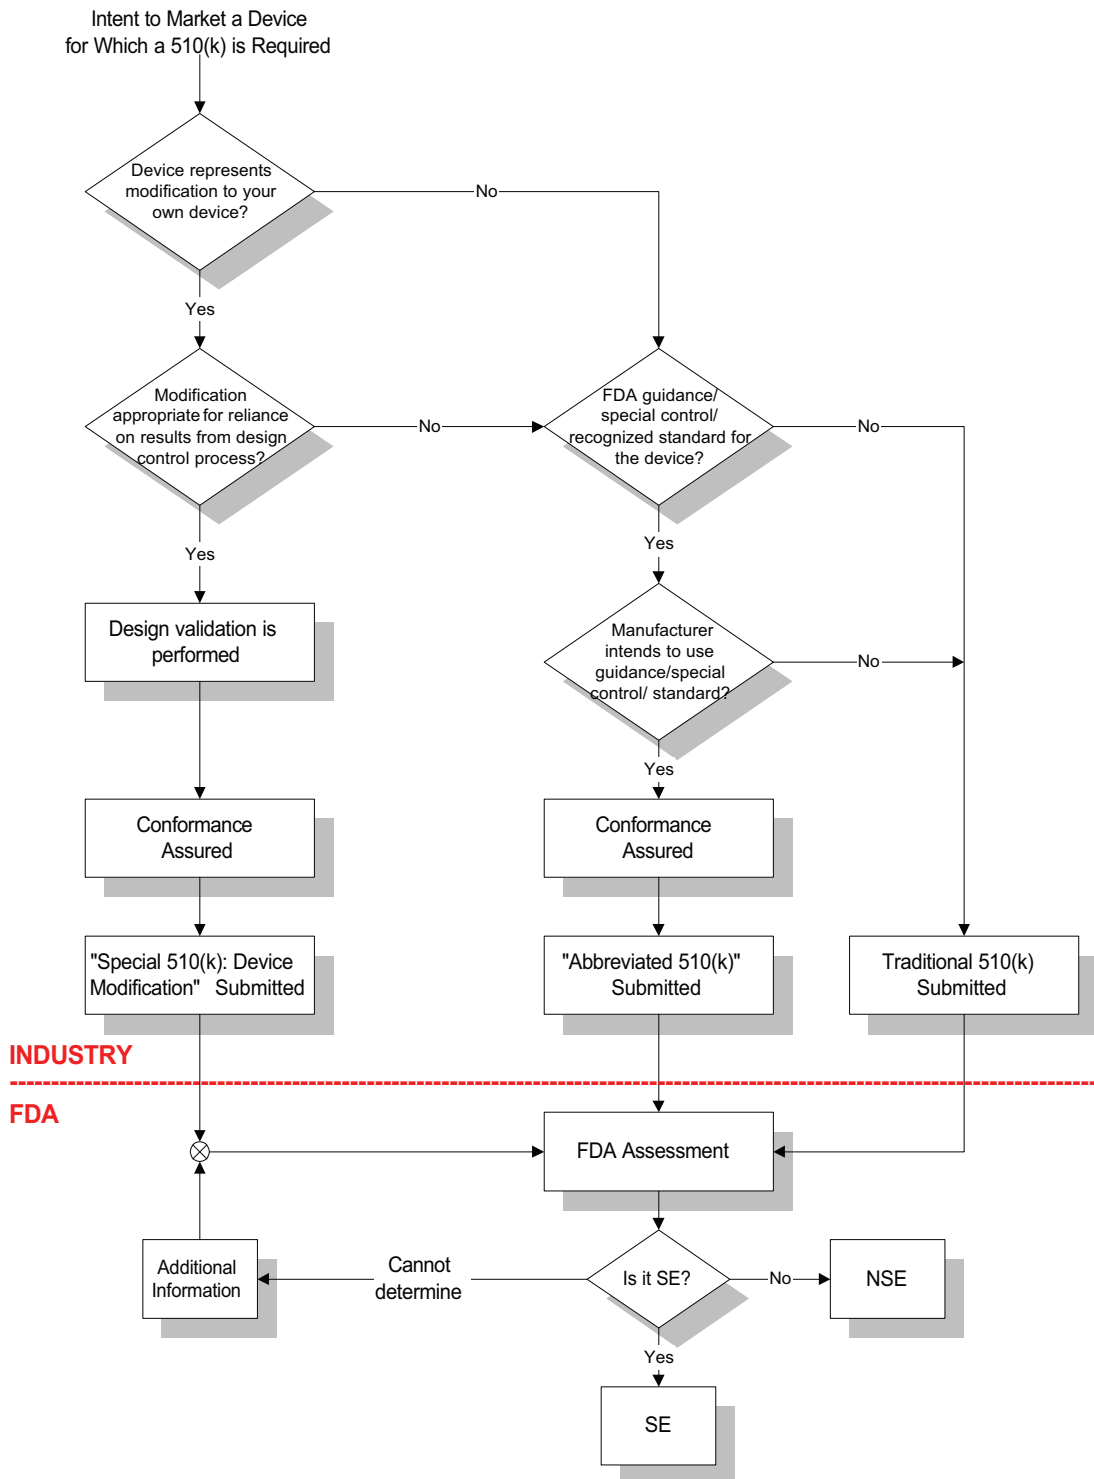 Intent to Market a Device
for Which a 510(k) is Required
Device represents
modification to your
own device?
No
Yes
Modification
appropriate for reliance
on results from design
control process?
No
FDA guidance/
special control/
recognized standard for
the device?
No
Yes
Yes
Design validation is
performed
Manufacturer
intends to use
guidance/special
control/ standard?
No
Yes
Conformance
Assured
Conformance
Assured
"Special 510(k): Device
Modification" Submitted
"Abbreviated 510(k)"
Submitted
Traditional 510(k)
Submitted
INDUSTRY
FDA
FDA Assessment
Additional
Information
Cannot
determine
Is it SE?
No
NSE
Yes
SE